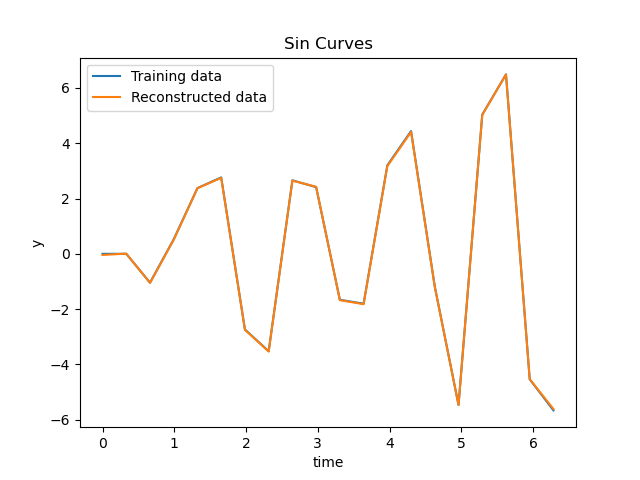 Sin Curves
Training data
Reconstructed data
6
4
2
0
−2
−4
−6
y
0 1 2 3 4 5 6
time